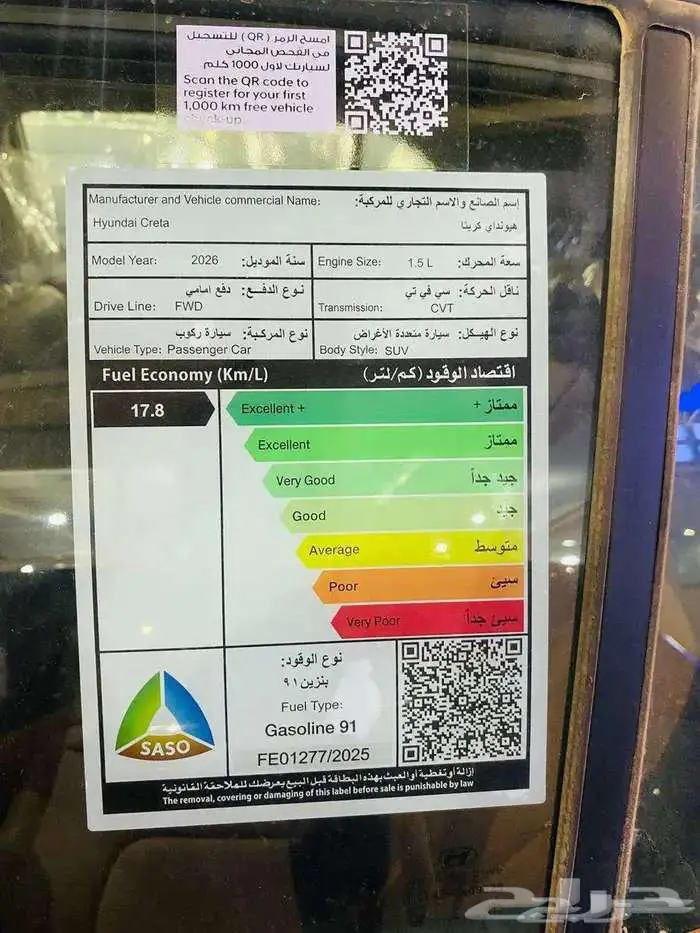 امسح الرمز ( QR ) للتسجيل
في الفحص المجاني
لسيارتك لاول 1000 كلم
Scan the QR code to
register for your first
1,000 km free vehicle
check-up
Manufacturer and Vehicle commercial Name: اسم الصانع والاسم التجاري للمركبة:
Hyundai Creta هيونداي كريتا
Model Year: 2026 سنة الموديل: Engine Size: 1.5 L سعة المحرك:
نوع الدفع: دفع امامي ناقل الحركة: سي في تي
Drive Line: FWD Transmission: CVT
نوع المركبة: سيارة ركوب نوع الهيكل: سيارة متعددة الأغراض
Vehicle Type: Passenger Car Body Style: SUV
Fuel Economy (Km/L) اقتصاد الوقود (كم/لتر)
17.8 Excellent + ممتاز +
Excellent ممتاز
Very Good جيد جداً
Good جيد
Average متوسط
Poor سيئ
Very Poor سيئ جداً
نوع الوقود:
بنزين ٩١
Fuel Type:
Gasoline 91
FE01277/2025
SASO
إزالة أو تغطية أو العبث بهذه البطاقة قبل البيع يعرضك للملاحقة القانونية
The removal, covering or damaging of this label before sale is punishable by law
حراج